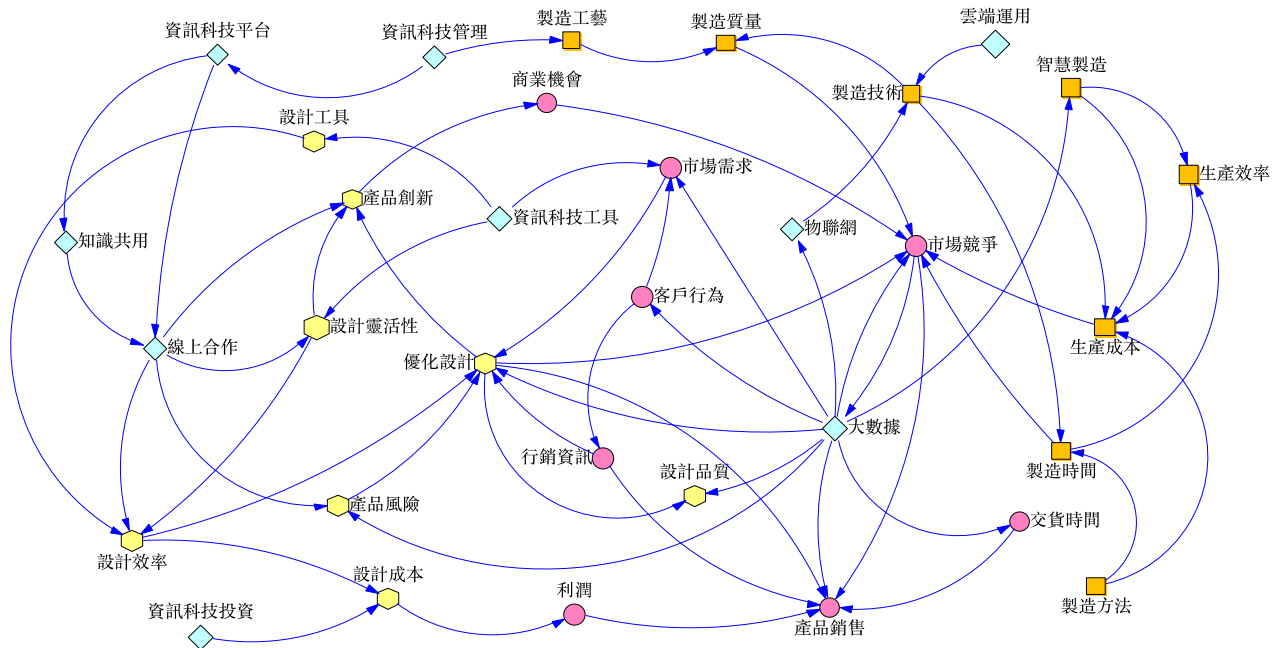 製造工藝
雲端運用
製造質量
資訊科技平台
資訊科技管理
智慧製造
商業機會
製造技術
設計工具
市場需求
生產效率
產品創新
資訊科技工具
物聯網
知識共用
市場競爭
客戶行為
設計靈活性
線上合作
生產成本
優化設計
大數據
行銷資訊
設計品質
製造時間
產品風險
交貨時間
設計效率
設計成本
利潤
製造方法
資訊科技投資
產品銷售